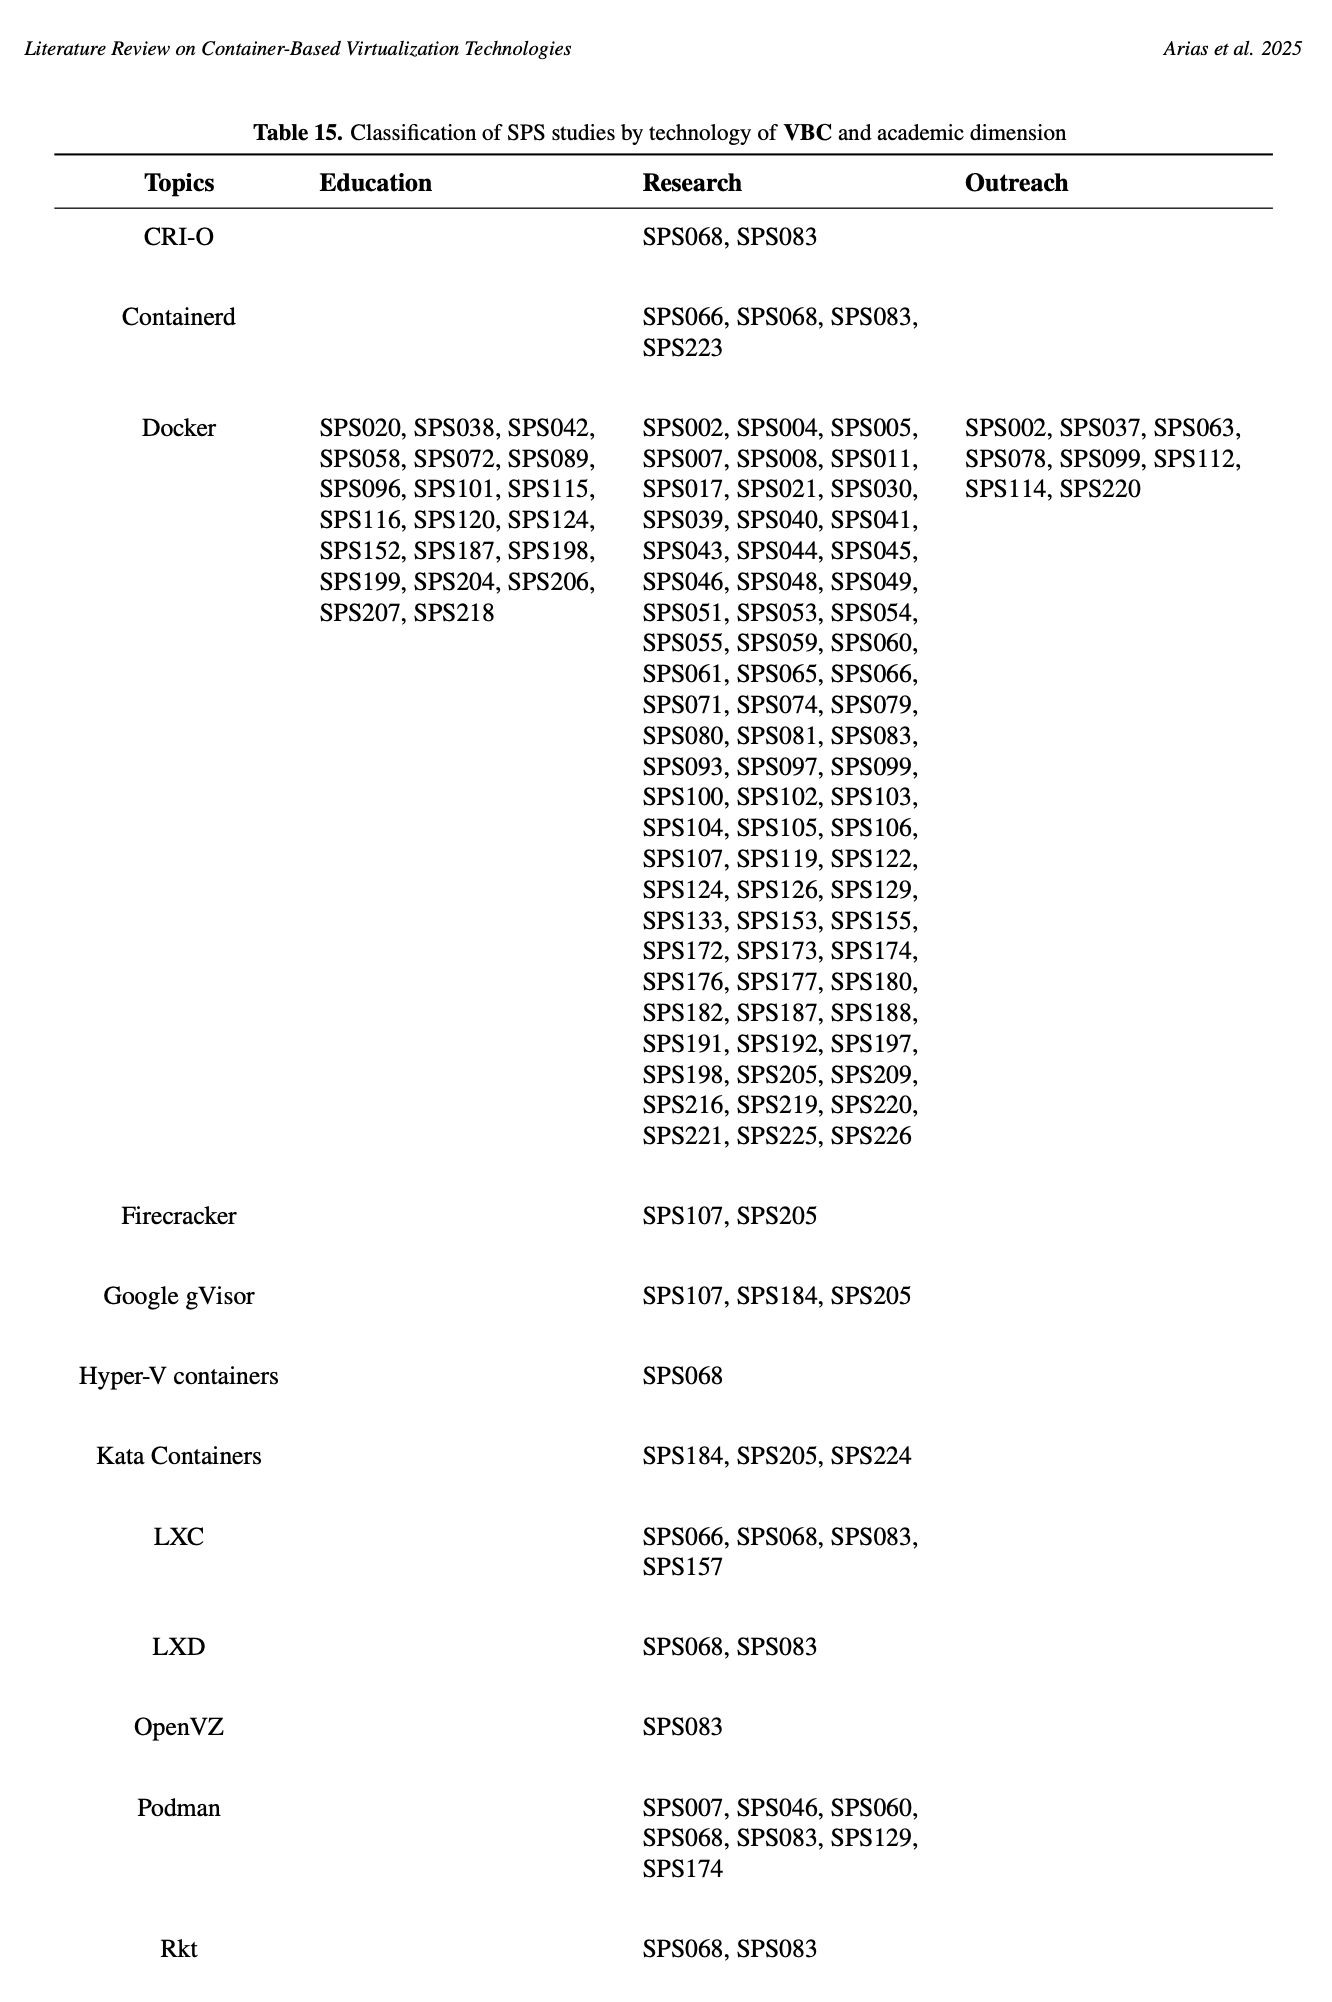 Literature Review on Container-Based Virtualization Technologies Arias et al. 2025
Table 15. Classification of SPS studies by technology of VBC and academic dimension
Topics Education Research Outreach
CRI-O SPS068, SPS083
Containerd SPS066, SPS068, SPS083,
SPS223
Docker SPS020, SPS038, SPS042, SPS002, SPS004, SPS005, SPS002, SPS037, SPS063,
SPS058, SPS072, SPS089, SPS007, SPS008, SPS011, SPS078, SPS099, SPS112,
SPS096, SPS101, SPS115, SPS017, SPS021, SPS030, SPS114, SPS220
SPS116, SPS120, SPS124, SPS039, SPS040, SPS041,
SPS152, SPS187, SPS198, SPS043, SPS044, SPS045,
SPS199, SPS204, SPS206, SPS046, SPS048, SPS049,
SPS207, SPS218 SPS051, SPS053, SPS054,
SPS055, SPS059, SPS060,
SPS061, SPS065, SPS066,
SPS071, SPS074, SPS079,
SPS080, SPS081, SPS083,
SPS093, SPS097, SPS099,
SPS100, SPS102, SPS103,
SPS104, SPS105, SPS106,
SPS107, SPS119, SPS122,
SPS124, SPS126, SPS129,
SPS133, SPS153, SPS155,
SPS172, SPS173, SPS174,
SPS176, SPS177, SPS180,
SPS182, SPS187, SPS188,
SPS191, SPS192, SPS197,
SPS198, SPS205, SPS209,
SPS216, SPS219, SPS220,
SPS221, SPS225, SPS226
Firecracker SPS107, SPS205
Google gVisor SPS107, SPS184, SPS205
Hyper-V containers SPS068
Kata Containers SPS184, SPS205, SPS224
LXC SPS066, SPS068, SPS083,
SPS157
LXD SPS068, SPS083
OpenVZ SPS083
Podman SPS007, SPS046, SPS060,
SPS068, SPS083, SPS129,
SPS174
Rkt SPS068, SPS083